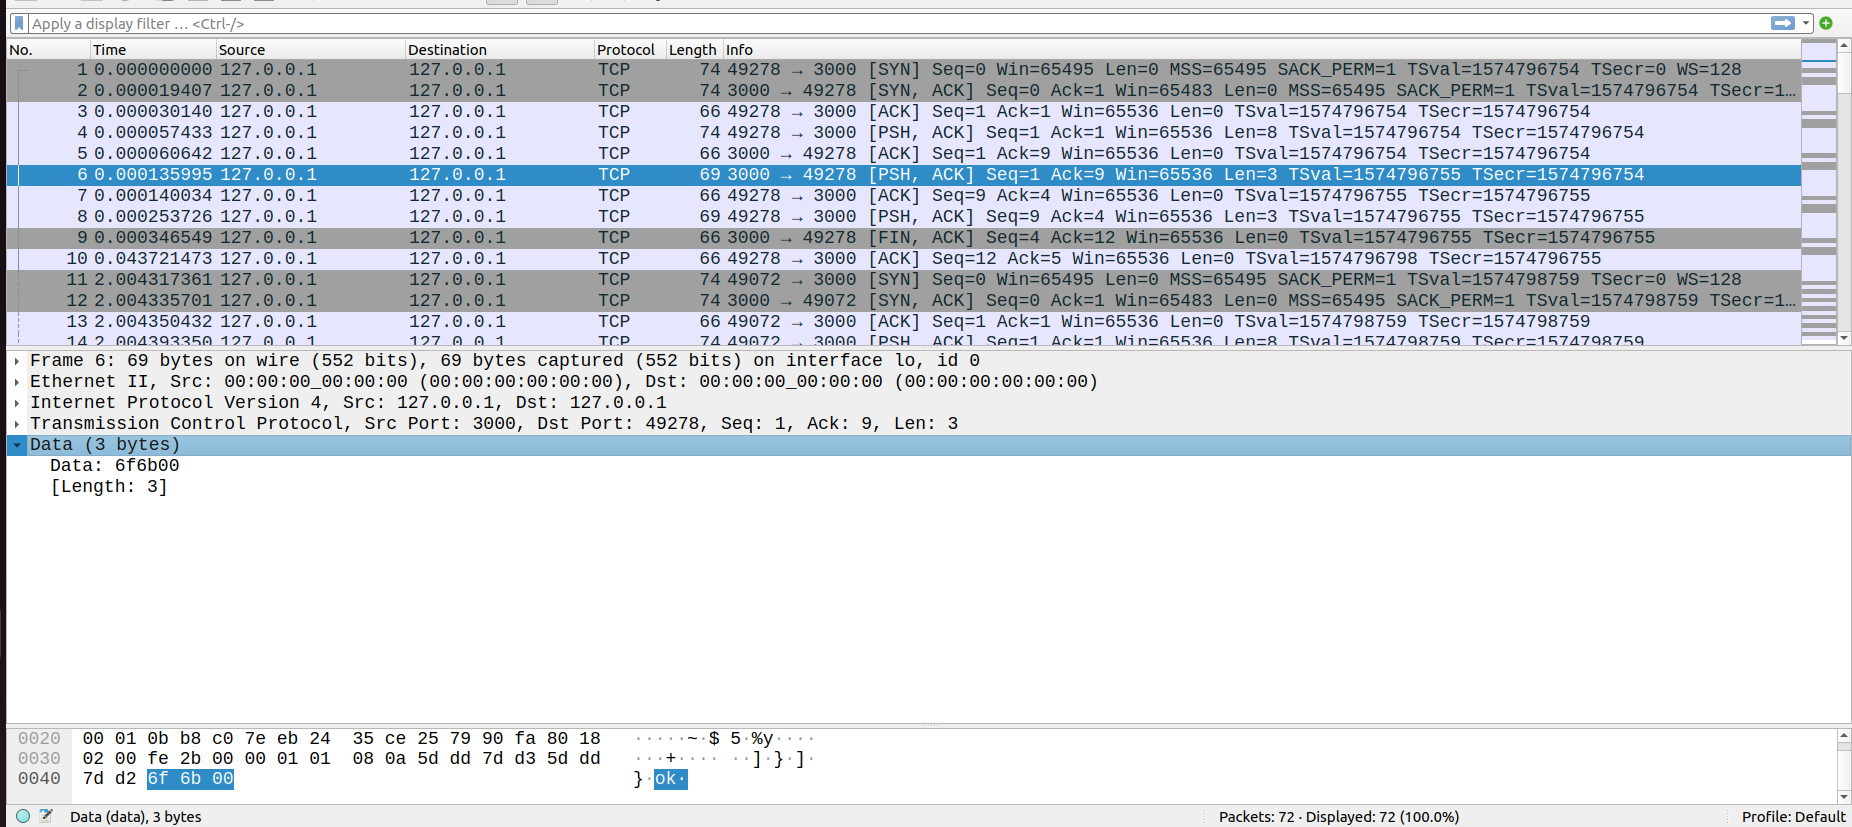 Apply a display filter … <Ctrl-/>
No. Time Source Destination Protocol Length Info
1 0.000000000 127.0.0.1 127.0.0.1 TCP 74 49278 → 3000 [SYN] Seq=0 Win=65495 Len=0 MSS=65495 SACK_PERM=1 TSval=1574796754 TSecr=0 WS=128
2 0.000019407 127.0.0.1 127.0.0.1 TCP 74 3000 → 49278 [SYN, ACK] Seq=0 Ack=1 Win=65483 Len=0 MSS=65495 SACK_PERM=1 TSval=1574796754 TSecr=1…
3 0.000030140 127.0.0.1 127.0.0.1 TCP 66 49278 → 3000 [ACK] Seq=1 Ack=1 Win=65536 Len=0 TSval=1574796754 TSecr=1574796754
4 0.000057433 127.0.0.1 127.0.0.1 TCP 74 49278 → 3000 [PSH, ACK] Seq=1 Ack=1 Win=65536 Len=8 TSval=1574796754 TSecr=1574796754
5 0.000060642 127.0.0.1 127.0.0.1 TCP 66 3000 → 49278 [ACK] Seq=1 Ack=9 Win=65536 Len=0 TSval=1574796754 TSecr=1574796754
6 0.000135995 127.0.0.1 127.0.0.1 TCP 69 3000 → 49278 [PSH, ACK] Seq=1 Ack=9 Win=65536 Len=3 TSval=1574796755 TSecr=1574796754
7 0.000140034 127.0.0.1 127.0.0.1 TCP 66 49278 → 3000 [ACK] Seq=9 Ack=4 Win=65536 Len=0 TSval=1574796755 TSecr=1574796755
8 0.000253726 127.0.0.1 127.0.0.1 TCP 69 49278 → 3000 [PSH, ACK] Seq=9 Ack=4 Win=65536 Len=3 TSval=1574796755 TSecr=1574796755
9 0.000346549 127.0.0.1 127.0.0.1 TCP 66 3000 → 49278 [FIN, ACK] Seq=4 Ack=12 Win=65536 Len=0 TSval=1574796755 TSecr=1574796755
10 0.043721473 127.0.0.1 127.0.0.1 TCP 66 49278 → 3000 [ACK] Seq=12 Ack=5 Win=65536 Len=0 TSval=1574796798 TSecr=1574796755
11 2.004317361 127.0.0.1 127.0.0.1 TCP 74 49072 → 3000 [SYN] Seq=0 Win=65495 Len=0 MSS=65495 SACK_PERM=1 TSval=1574798759 TSecr=0 WS=128
12 2.004335701 127.0.0.1 127.0.0.1 TCP 74 3000 → 49072 [SYN, ACK] Seq=0 Ack=1 Win=65483 Len=0 MSS=65495 SACK_PERM=1 TSval=1574798759 TSecr=1…
13 2.004350432 127.0.0.1 127.0.0.1 TCP 66 49072 → 3000 [ACK] Seq=1 Ack=1 Win=65536 Len=0 TSval=1574798759 TSecr=1574798759
14 2.004393350 127.0.0.1 127.0.0.1 TCP 74 49072 → 3000 [PSH, ACK] Seq=1 Ack=1 Win=65536 Len=8 TSval=1574798759 TSecr=1574798759
Frame 6: 69 bytes on wire (552 bits), 69 bytes captured (552 bits) on interface lo, id 0
Ethernet II, Src: 00:00:00_00:00:00 (00:00:00:00:00:00), Dst: 00:00:00_00:00:00 (00:00:00:00:00:00)
Internet Protocol Version 4, Src: 127.0.0.1, Dst: 127.0.0.1
Transmission Control Protocol, Src Port: 3000, Dst Port: 49278, Seq: 1, Ack: 9, Len: 3
Data (3 bytes)
Data: 6f6b00
[Length: 3]
0020 00 01 0b b8 c0 7e eb 24 35 ce 25 79 90 fa 80 18 ·····~·$ 5·%y····
0030 02 00 fe 2b 00 00 01 01 08 0a 5d dd 7d d3 5d dd ···+···· ··]·}·]·
0040 7d d2 6f 6b 00 }·ok·
Data (data), 3 bytes
Packets: 72 · Displayed: 72 (100.0%)
Profile: Default